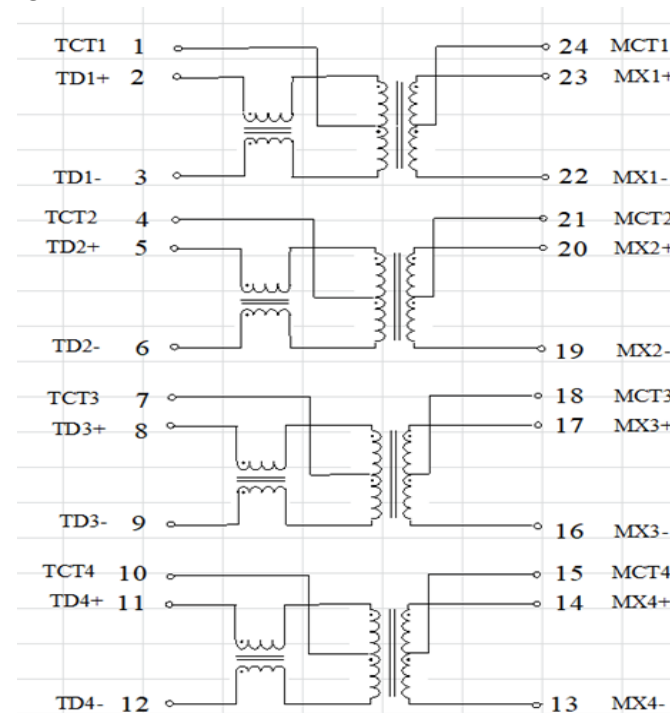 TCT1 1 24 MCT1
TD1+ 2 23 MX1+
TD1- 3 22 MX1-
TCT2 4 21 MCT2
TD2+ 5 20 MX2+
TD2- 6 19 MX2-
TCT3 7 18 MCT3
TD3+ 8 17 MX3+
TD3- 9 16 MX3-
TCT4 10 15 MCT4
TD4+ 11 14 MX4+
TD4- 12 13 MX4-